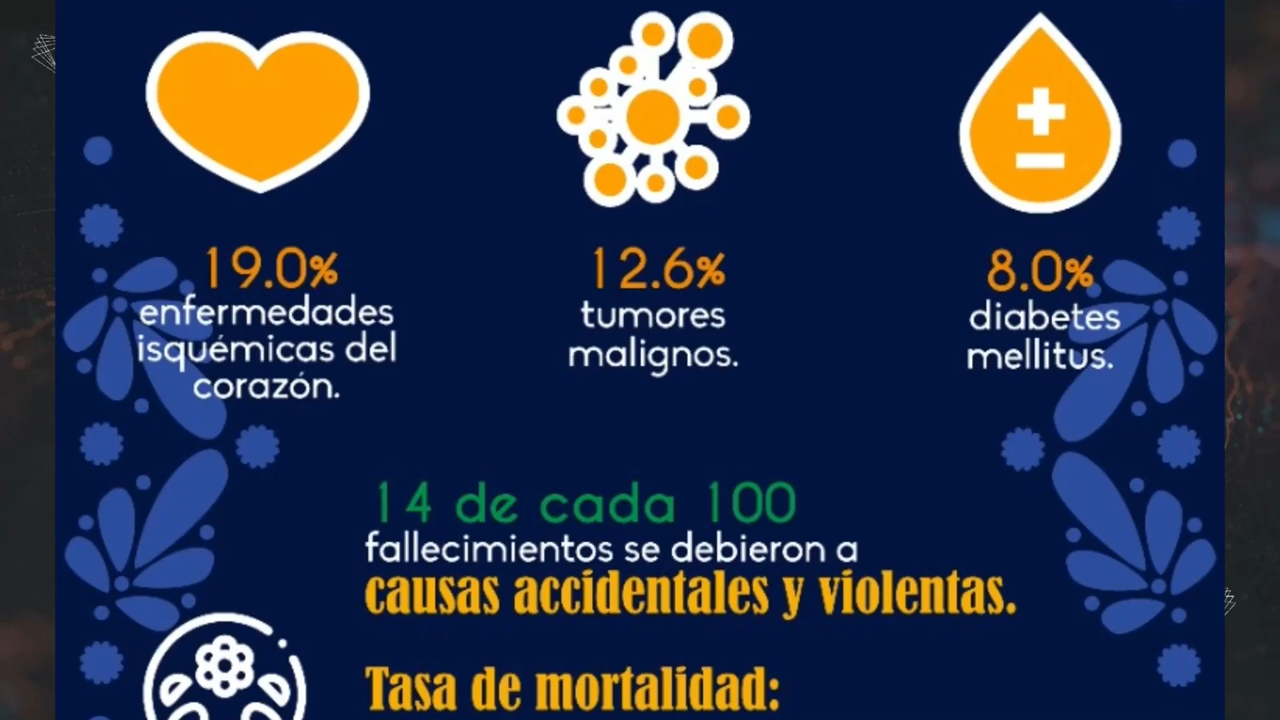 19.0%
enfermedades
isquémicas del
corazón.
12.6%
tumores
malignos.
8.0%
diabetes
mellitus.
14 de cada 100
fallecimientos se debieron a
causas accidentales y violentas.
Tasa de mortalidad: